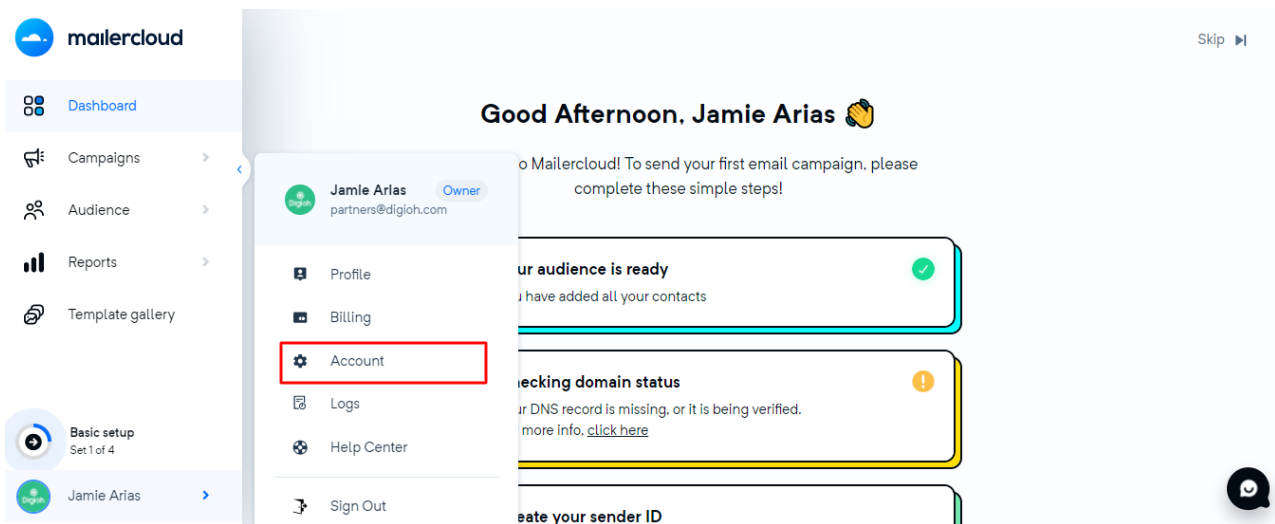 mailercloud
Dashboard
Campaigns
Audience
Reports
Template gallery
Basic setup
Set 1 of 4
Digioh
Jamie Arias
Digioh
Jamie Arias
Owner
partners@digioh.com
Profile
Billing
Account
Logs
Help Center
Sign Out
Skip
Good Afternoon, Jamie Arias
o Mailercloud! To send your first email campaign, please
complete these simple steps!
ur audience is ready
u have added all your contacts
ecking domain status
ur DNS record is missing, or it is being verified.
more info, click here
eate your sender ID